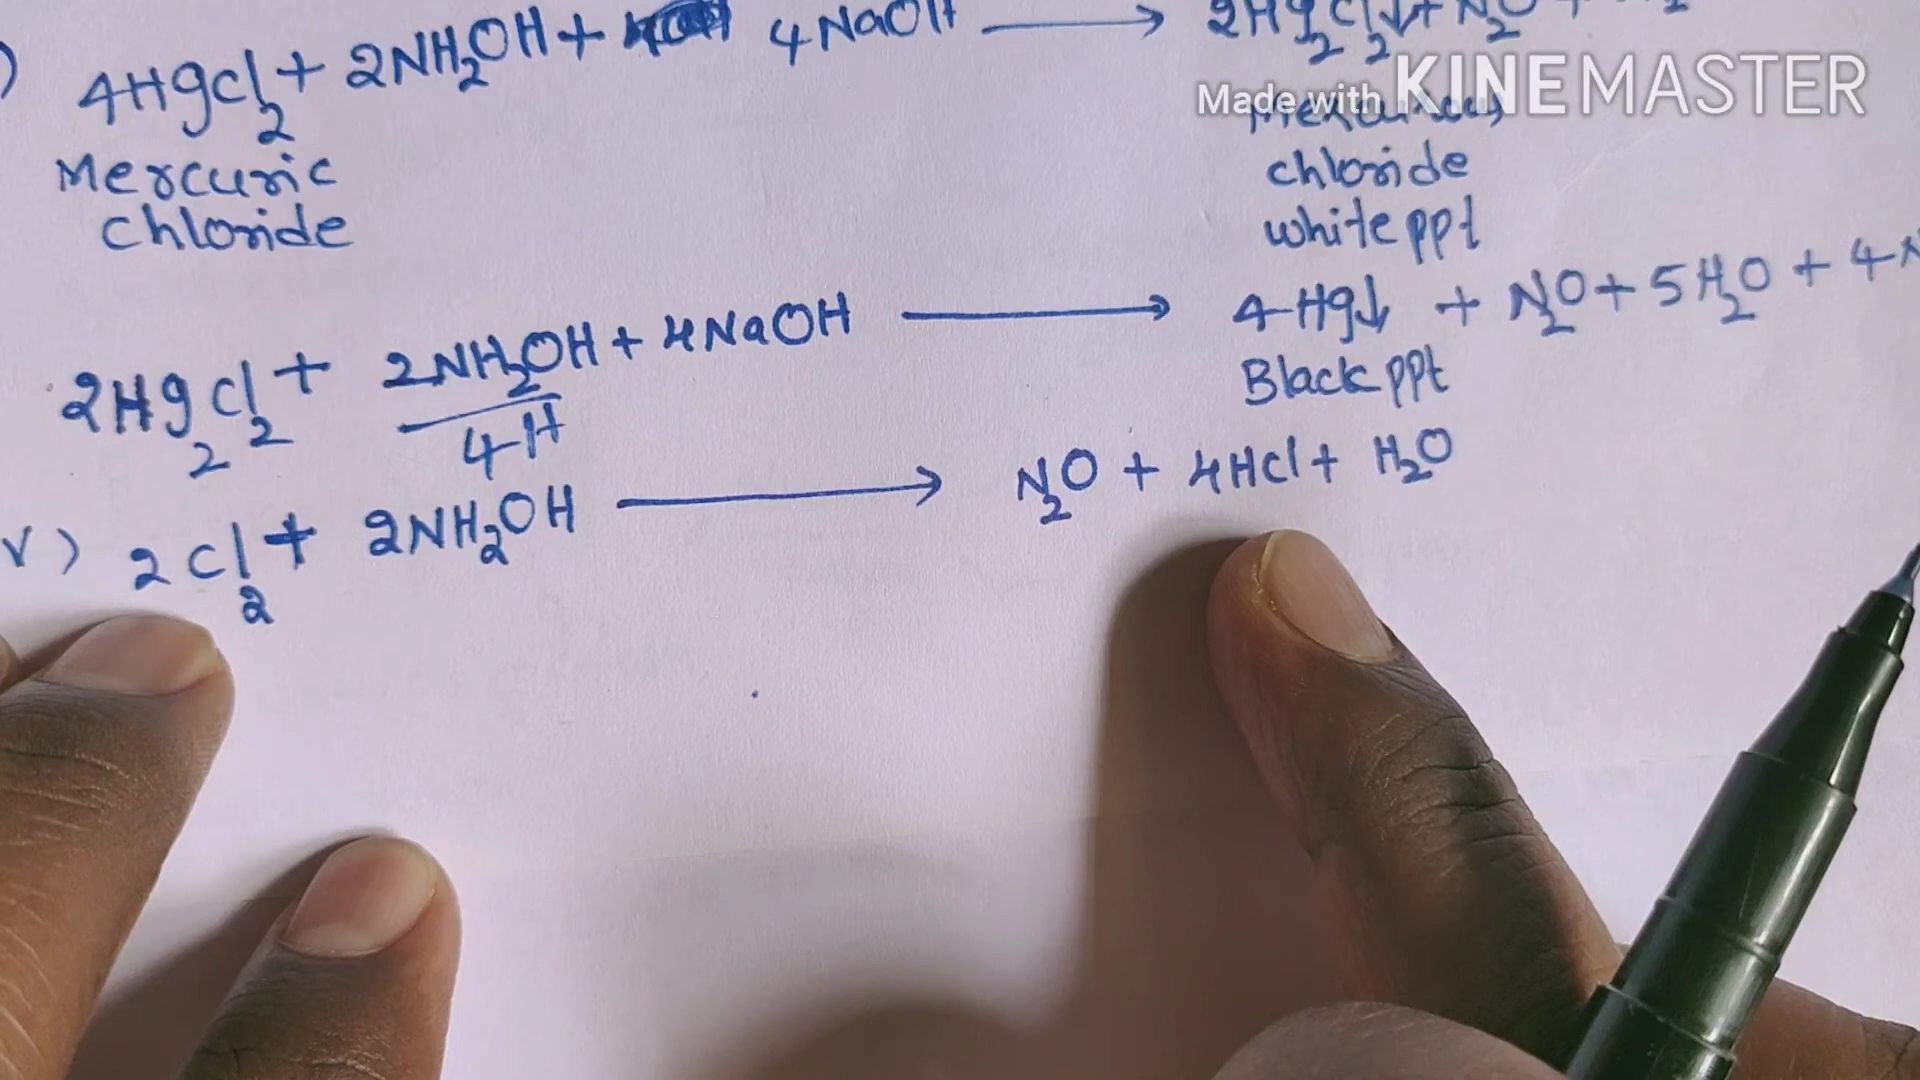 4HgCl2 + 2NH2OH + 4NaOH ⟶ 2Hg2Cl2↓ + N2O +
Made with KINEMASTER
Mercuric
chloride
chloride
white ppt
2Hg2Cl2 + 2NH2OH + 4NaOH ⟶ 4Hg↓ + N2O + 5H2O + 4N
4H
Black ppt
v) 2Cl2 + 2NH2OH ⟶ N2O + 4HCl + H2O